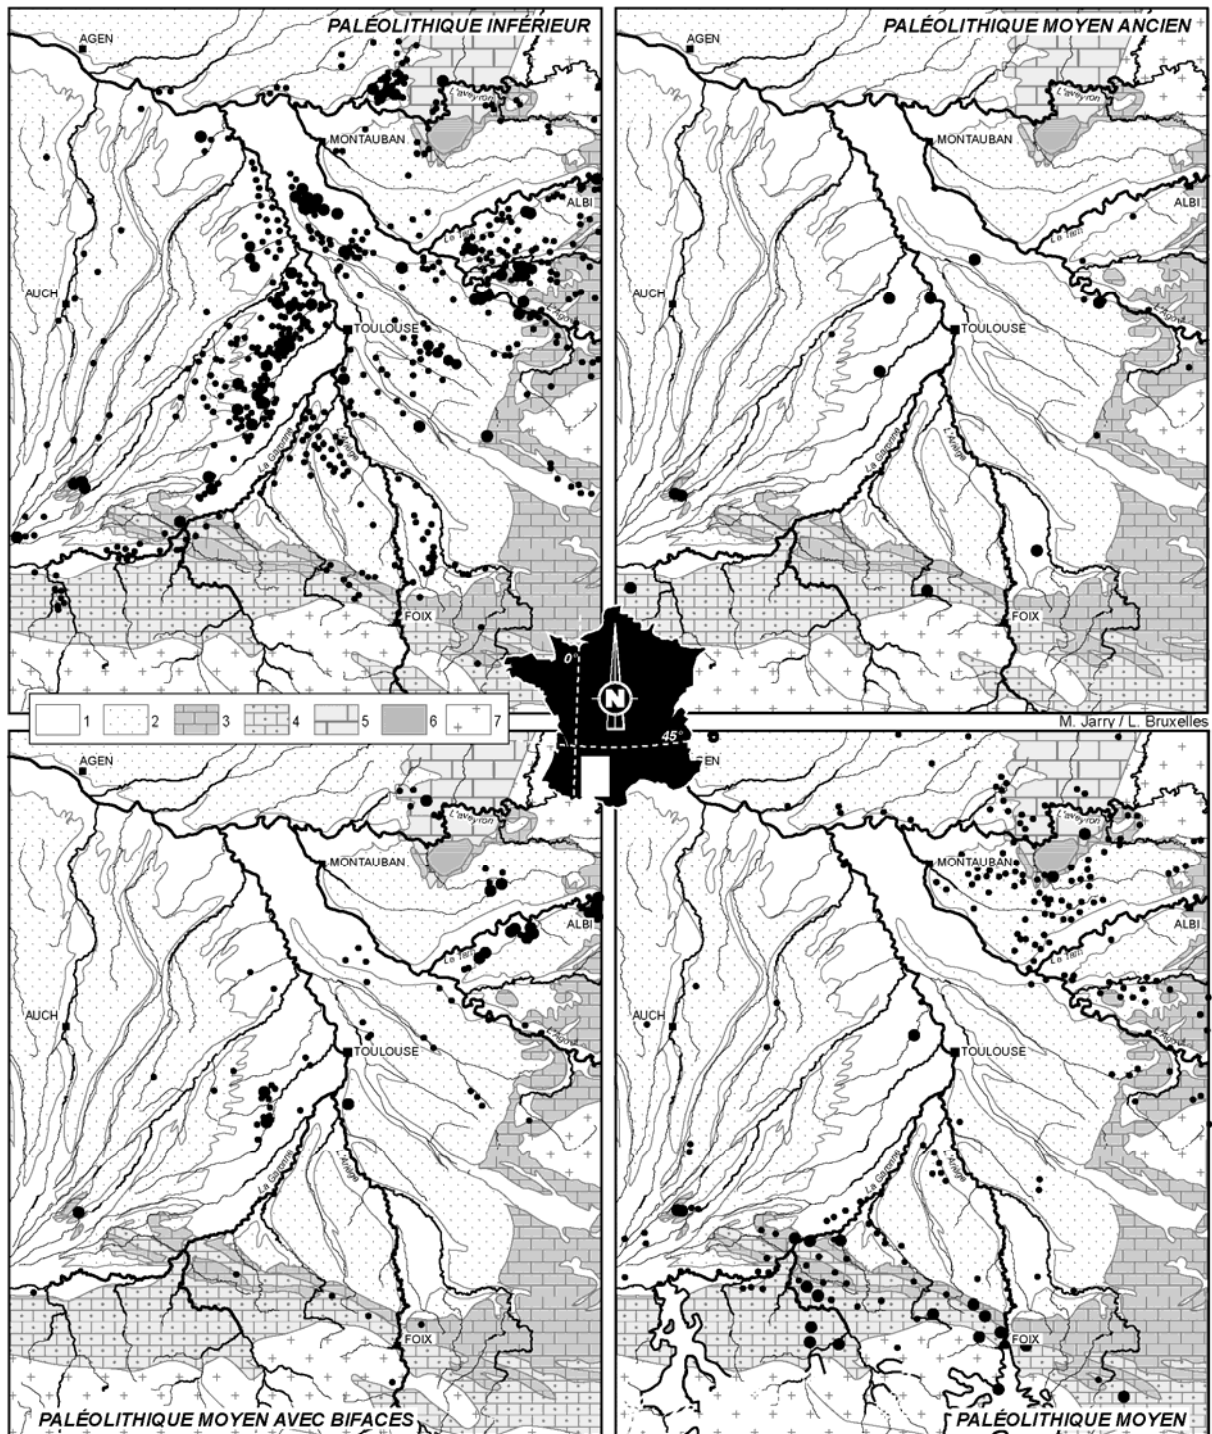 PALÉOLITHIQUE INFÉRIEUR
AGEN
L'aveyron
MONTAUBAN
ALBI
Le Tarn
AUCH
L'Agout
TOULOUSE
La Garonne
L'Ariège
FOIX
PALÉOLITHIQUE MOYEN ANCIEN
AGEN
L'aveyron
MONTAUBAN
ALBI
Le Tarn
AUCH
L'Agout
TOULOUSE
La Garonne
L'Ariège
FOIX
0°
N
45°
1 2 3 4 5 6 7
M. Jarry / L. Bruxelles
AGEN
L'aveyron
MONTAUBAN
ALBI
Le Tarn
AUCH
L'Agout
TOULOUSE
La Garonne
L'Ariège
FOIX
PALÉOLITHIQUE MOYEN AVEC BIFACES
EN
L'aveyron
MONTAUBAN
ALBI
Le Tarn
AUCH
L'Agout
TOULOUSE
La Garonne
L'Ariège
FOIX
PALÉOLITHIQUE MOYEN